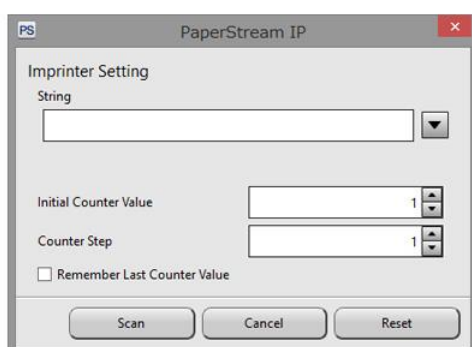 PS PaperStream IP
Imprinter Setting
String
Initial Counter Value 1
Counter Step 1
Remember Last Counter Value
Scan Cancel Reset